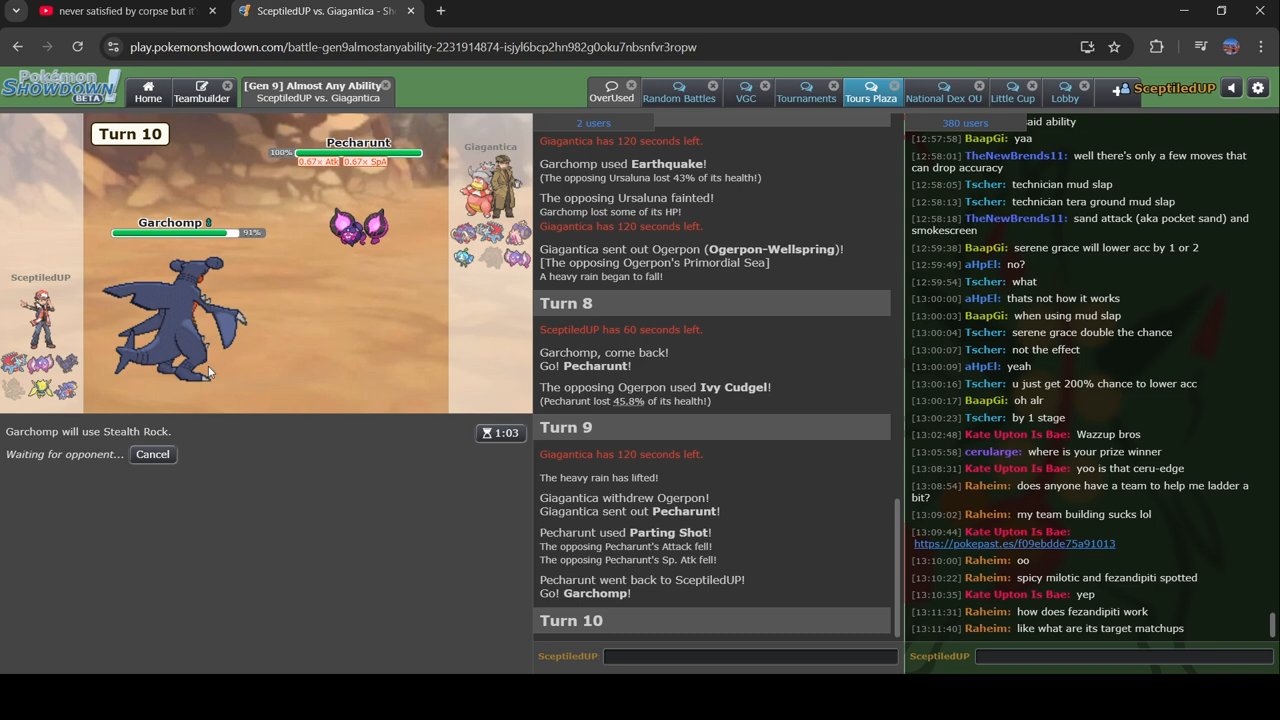 never satisfied by corpse but it'
SceptiledUP vs. Giagantica - Sh
play.pokemonshowdown.com/battle-gen9almostanyability-2231914874-isjyl6bcp2hn982g0oku7nbsnfvr3ropw
Pokémon
SHOWDOWN!
BETA
Home
Teambuilder
[Gen 9] Almost Any Ability
SceptiledUP vs. Giagantica
OverUsed
Random Battles
VGC
Tournaments
Tours Plaza
National Dex OU
Little Cup
Lobby
SceptiledUP
Turn 10
Pecharunt
100%
0.67× Atk 0.67× SpA
Garchomp
91%
Giagantica
SceptiledUP
Garchomp will use Stealth Rock.
Waiting for opponent...
Cancel
1:03
2 users
Giagantica has 120 seconds left.
Garchomp used Earthquake!
(The opposing Ursaluna lost 43% of its health!)
The opposing Ursaluna fainted!
Garchomp lost some of its HP!
Giagantica has 120 seconds left.
Giagantica sent out Ogerpon (Ogerpon-Wellspring)!
[The opposing Ogerpon's Primordial Sea]
A heavy rain began to fall!
Turn 8
SceptiledUP has 60 seconds left.
Garchomp, come back!
Go! Pecharunt!
The opposing Ogerpon used Ivy Cudgel!
(Pecharunt lost 45.8% of its health!)
Turn 9
Giagantica has 120 seconds left.
The heavy rain has lifted!
Giagantica withdrew Ogerpon!
Giagantica sent out Pecharunt!
Pecharunt used Parting Shot!
The opposing Pecharunt's Attack fell!
The opposing Pecharunt's Sp. Atk fell!
Pecharunt went back to SceptiledUP!
Go! Garchomp!
Turn 10
SceptiledUP:
380 users
aid ability
[12:57:58] BaapGi: yaa
[12:58:01] TheNewBrends11: well there's only a few moves that
can drop accuracy
[12:58:05] Tscher: technician mud slap
[12:58:13] Tscher: technician tera ground mud slap
[12:58:18] TheNewBrends11: sand attack (aka pocket sand) and
smokescreen
[12:59:38] BaapGi: serene grace will lower acc by 1 or 2
[12:59:49] aHpEl: no?
[12:59:54] Tscher: what
[13:00:00] aHpEl: thats not how it works
[13:00:03] BaapGi: when using mud slap
[13:00:04] Tscher: serene grace double the chance
[13:00:07] Tscher: not the effect
[13:00:09] aHpEl: yeah
[13:00:16] Tscher: u just get 200% chance to lower acc
[13:00:17] BaapGi: oh alr
[13:00:23] Tscher: by 1 stage
[13:02:48] Kate Upton Is Bae: Wazzup bros
[13:05:58] cerularge: where is your prize winner
[13:08:31] Kate Upton Is Bae: yoo is that ceru-edge
[13:08:54] Raheim: does anyone have a team to help me ladder a
bit?
[13:09:02] Raheim: my team building sucks lol
[13:09:44] Kate Upton Is Bae:
https://pokepast.es/f09ebdde75a91013
[13:10:00] Raheim: oo
[13:10:22] Raheim: spicy milotic and fezandipiti spotted
[13:10:35] Kate Upton Is Bae: yep
[13:11:31] Raheim: how does fezandipiti work
[13:11:40] Raheim: like what are its target matchups
SceptiledUP